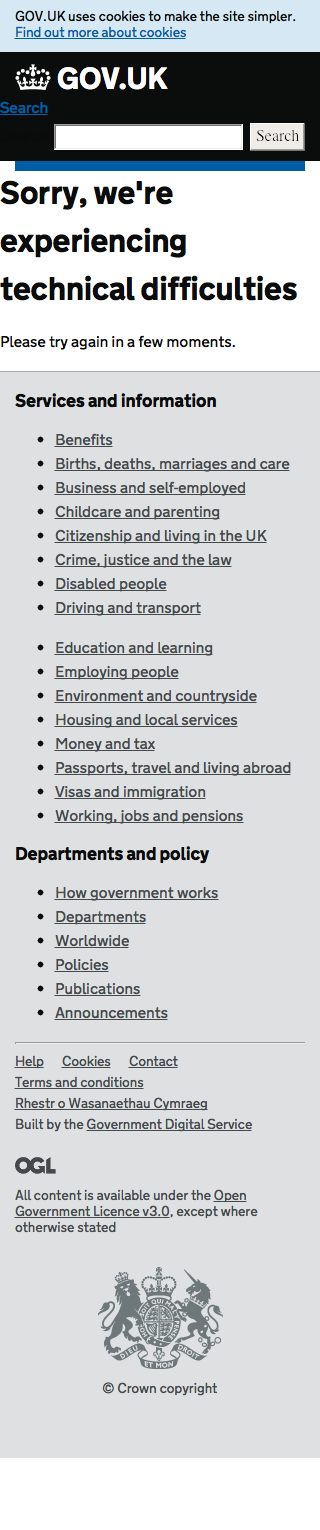 GOV.UK uses cookies to make the site simpler.
Find out more about cookies
GOV.UK
Search
Search
Sorry, we're
experiencing
technical difficulties
Please try again in a few moments.
Services and information
Benefits
Births, deaths, marriages and care
Business and self-employed
Childcare and parenting
Citizenship and living in the UK
Crime, justice and the law
Disabled people
Driving and transport
Education and learning
Employing people
Environment and countryside
Housing and local services
Money and tax
Passports, travel and living abroad
Visas and immigration
Working, jobs and pensions
Departments and policy
How government works
Departments
Worldwide
Policies
Publications
Announcements
Help Cookies Contact
Terms and conditions
Rhestr o Wasanaethau Cymraeg
Built by the Government Digital Service
OGL
All content is available under the Open
Government Licence v3.0, except where
otherwise stated
DIEU ET MON DROIT
© Crown copyright